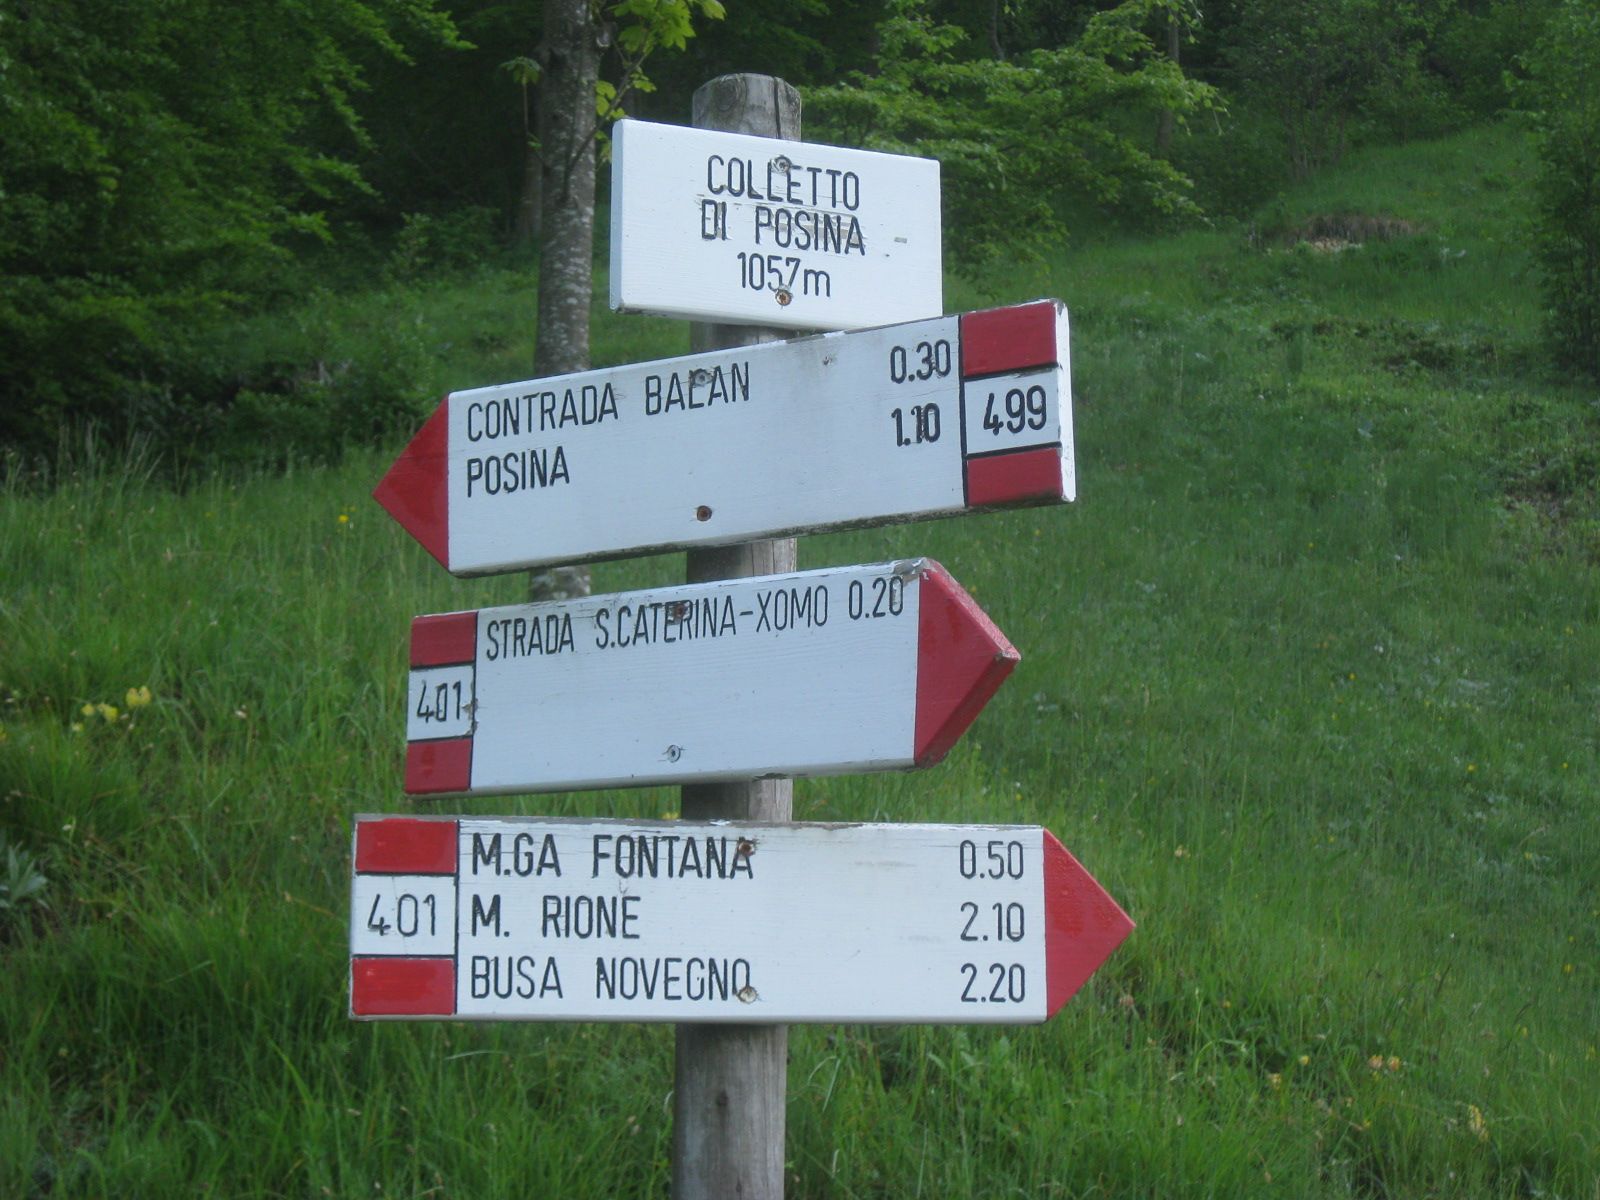 COLLETTO
DI POSINA
1057m
CONTRADA BAEAN 0.30
POSINA 1.10
499
STRADA S.CATERINA-XOMO 0.20
401
M.GA FONTANA 0.50
401 M. RIONE 2.10
BUSA NOVEGNO 2.20